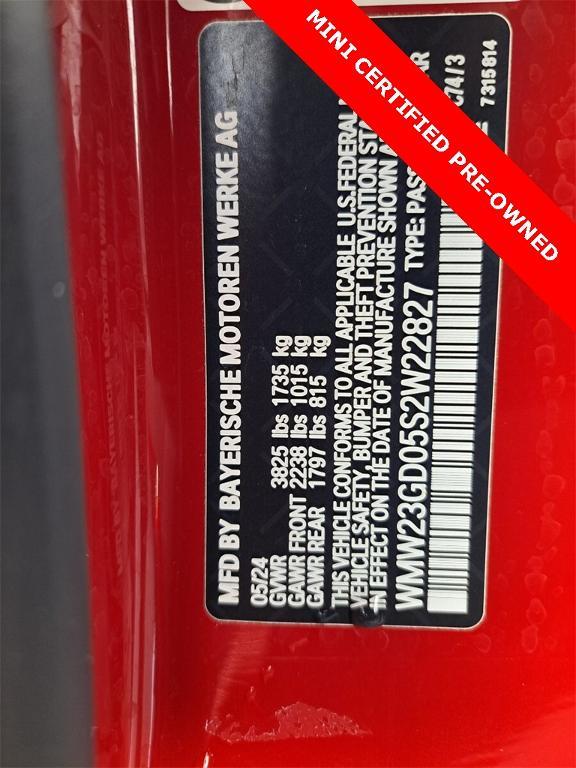 MINI CERTIFIED PRE-OWNED
MFD BY BAYERISCHE MOTOREN WERKE AG
05/24
GVWR 3825 lbs 1735 kg
GAWR FRONT 2238 lbs 1015 kg
GAWR REAR 1797 lbs 815 kg
THIS VEHICLE CONFORMS TO ALL APPLICABLE U.S.FEDERAL
VEHICLE SAFETY, BUMPER AND THEFT PREVENTION
IN EFFECT ON THE DATE OF MANUFACTURE SHOWN
WMW23GD05S2W22827 TYPE:
7315814